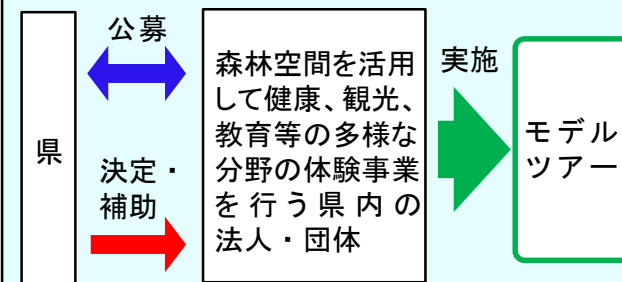 県
公募
決定・
補助
森林空間を活用
して健康、観光、
教育等の多様な
分野の体験事業
を行う県内の
法人・団体
実施
モデル
ツアー